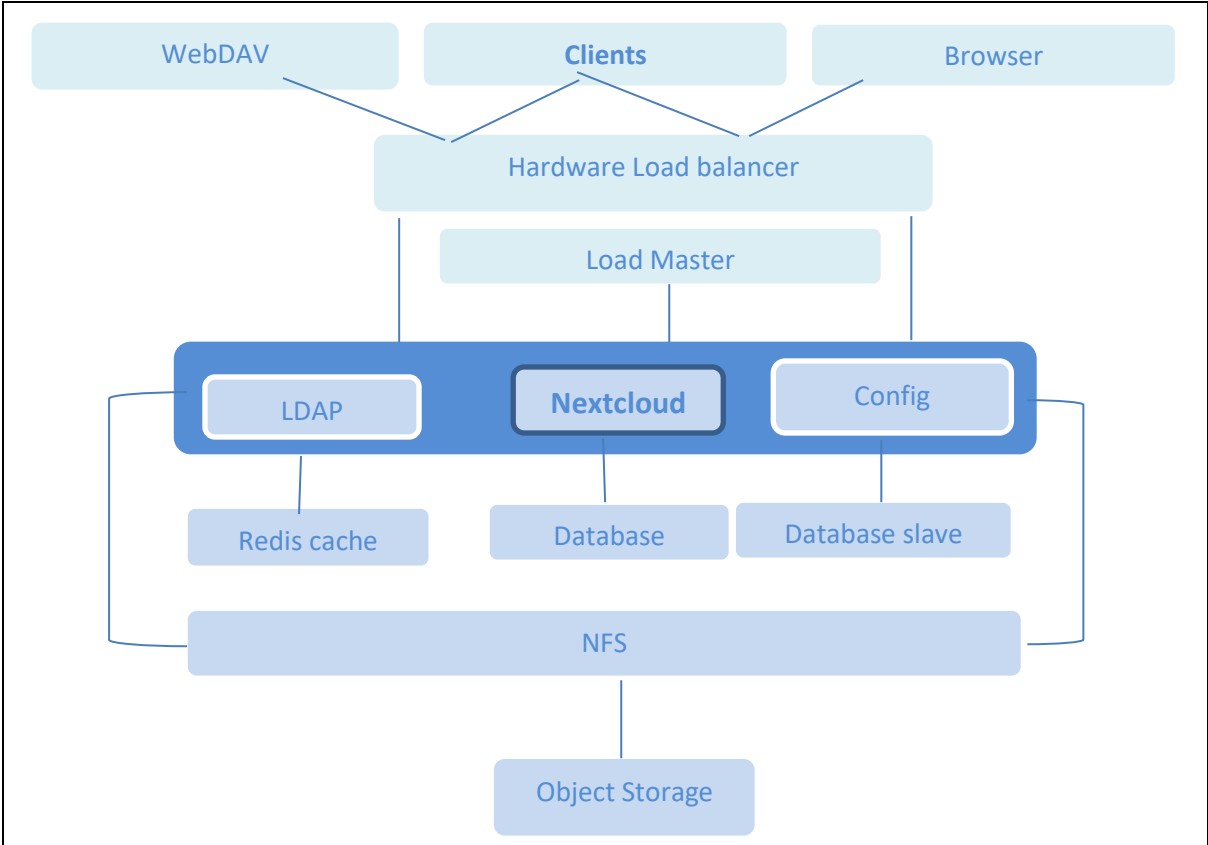 WebDAV
Clients
Browser
Hardware Load balancer
Load Master
LDAP
Nextcloud
Config
Redis cache
Database
Database slave
NFS
Object Storage